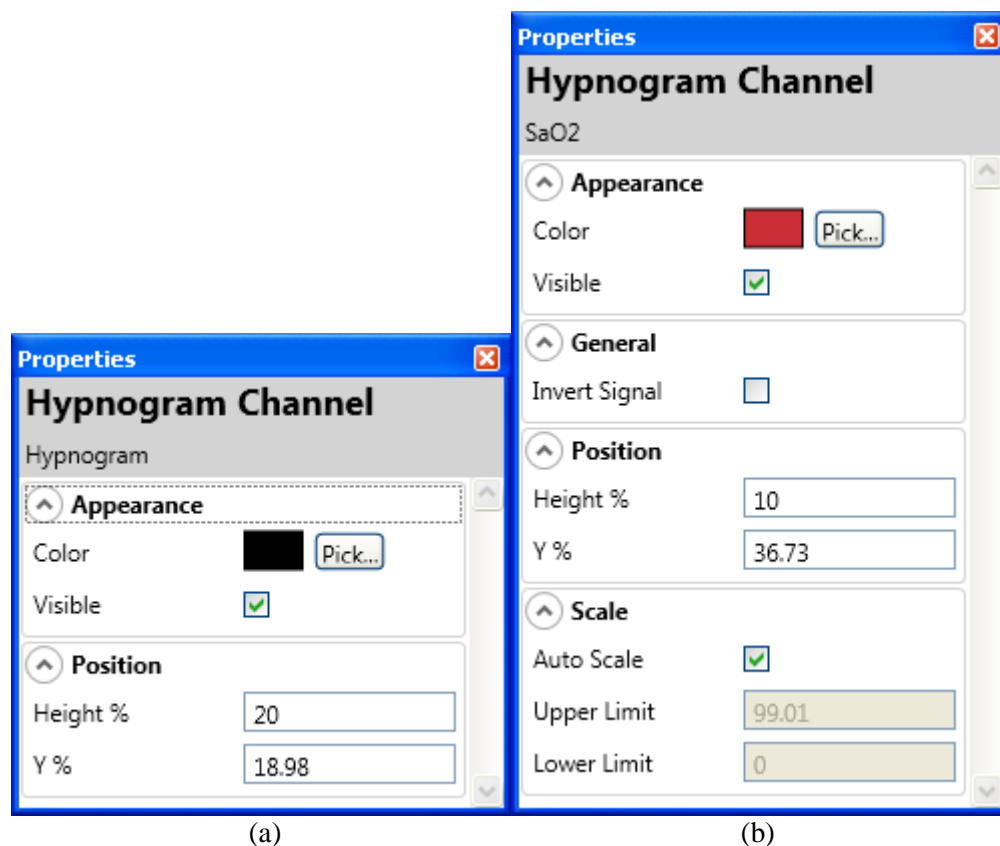 Properties
Hypnogram Channel
Hypnogram
Appearance
Color Pick...
Visible
Position
Height % 20
Y % 18.98
(a)
Properties
Hypnogram Channel
SaO2
Appearance
Color Pick...
Visible
General
Invert Signal
Position
Height % 10
Y % 36.73
Scale
Auto Scale
Upper Limit 99.01
Lower Limit 0
(b)